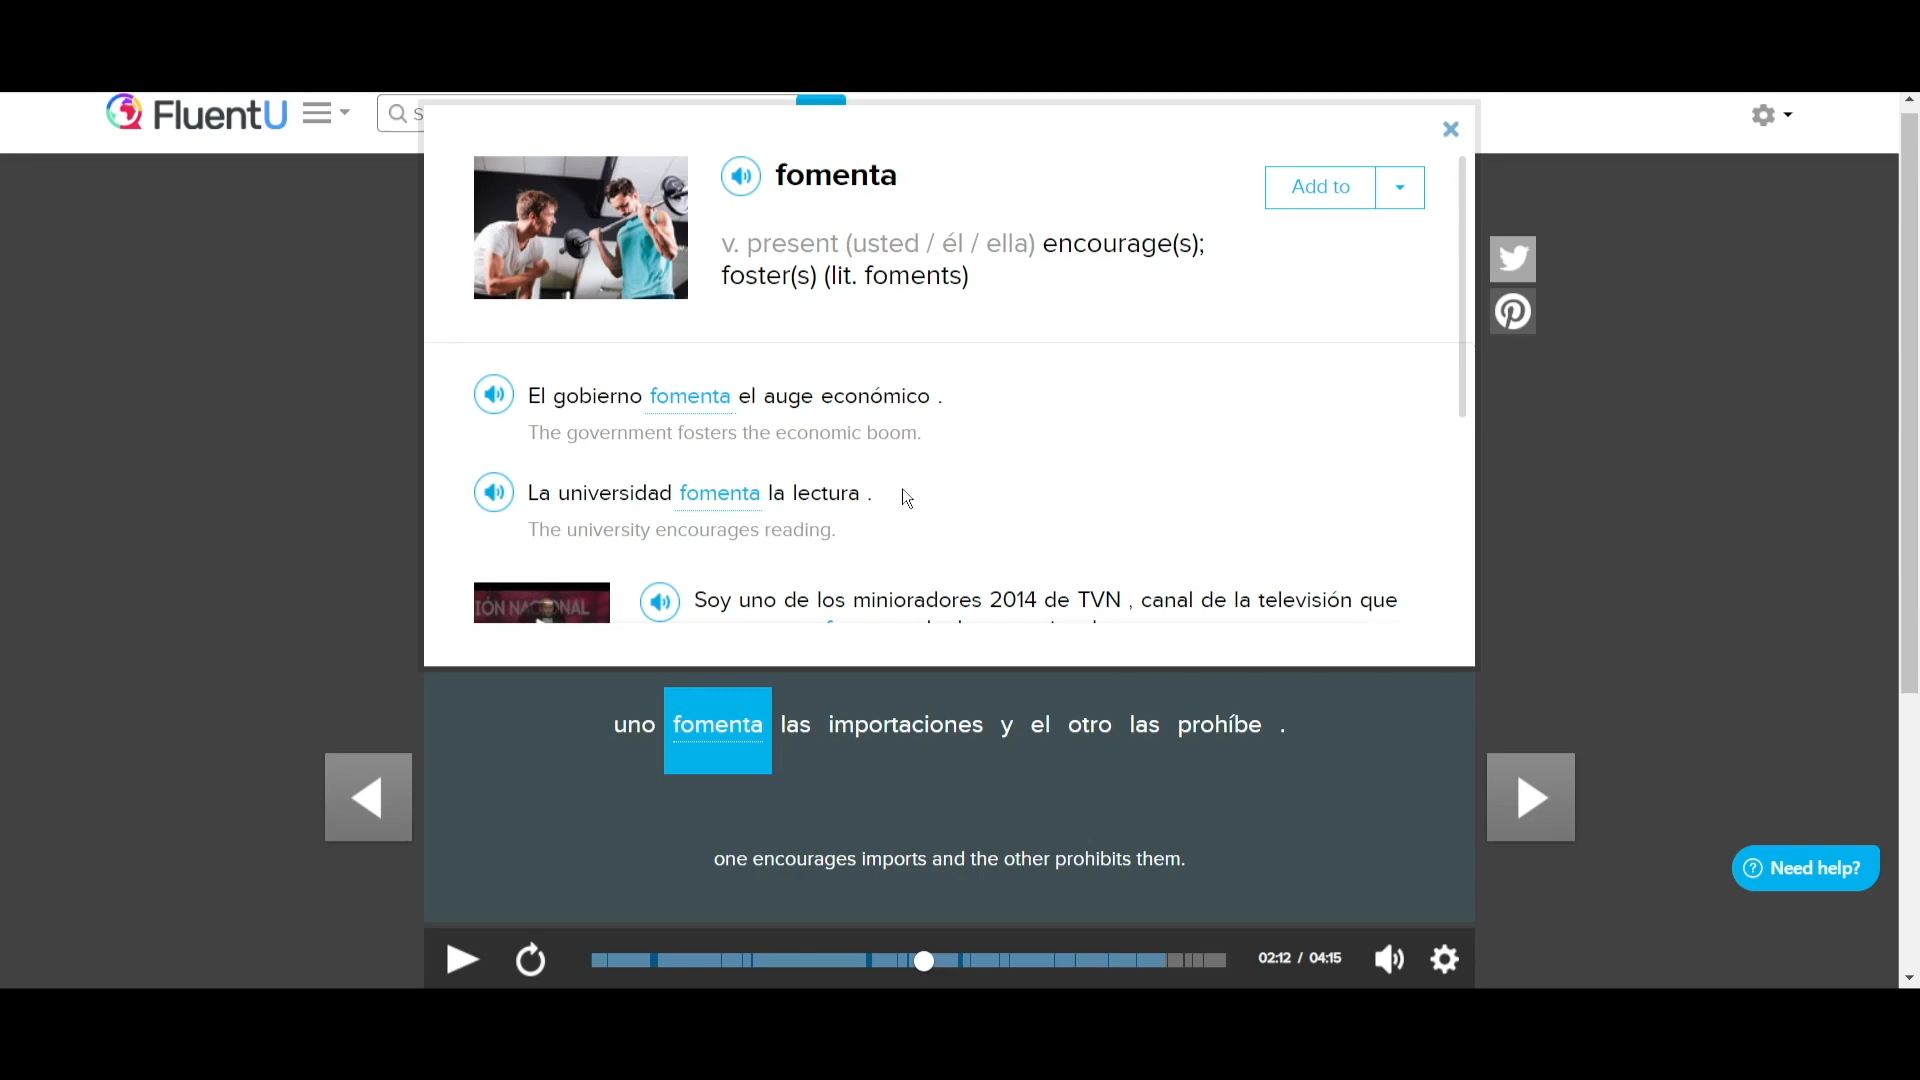 FluentU
S
fomenta
Add to
v. present (usted / él / ella) encourage(s);
foster(s) (lit. foments)
El gobierno fomenta el auge económico .
The government fosters the economic boom.
La universidad fomenta la lectura .
The university encourages reading.
IÓN NACIONAL
Soy uno de los minioradores 2014 de TVN , canal de la televisión que
uno fomenta las importaciones y el otro las prohíbe .
one encourages imports and the other prohibits them.
? Need help?
02:12 / 04:15